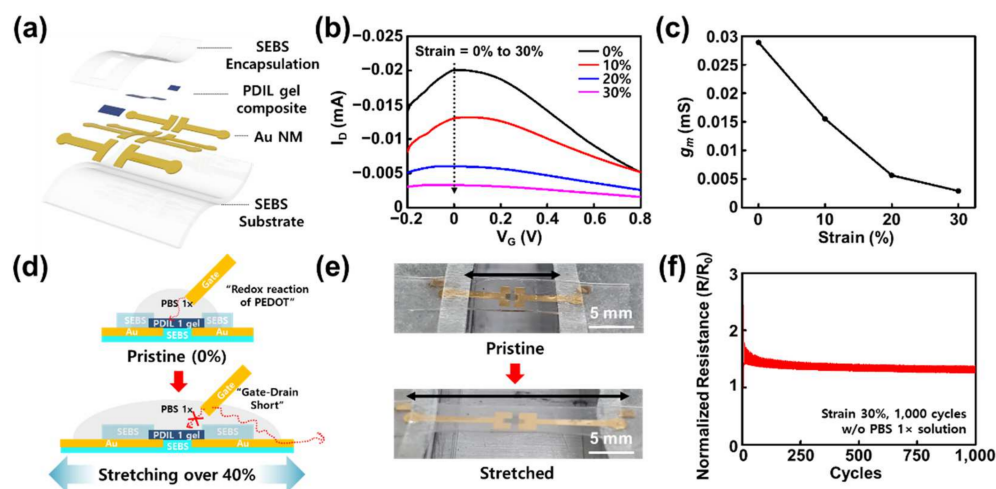 (a)
SEBS
Encapsulation
PDIL gel
composite
Au NM
SEBS
Substrate
(b)
Strain = 0% to 30%
0%
10%
20%
30%
I_D (mA)
−0.025
−0.02
−0.015
−0.01
−0.005
0
−0.2 0 0.2 0.4 0.6 0.8
V_G (V)
(c)
g_m (mS)
0.03
0.025
0.02
0.015
0.01
0.005
0
0 10 20 30
Strain (%)
(d)
Gate
"Redox reaction
of PEDOT"
PBS 1x
SEBS PDIL 1 gel SEBS
Au SEBS Au
Pristine (0%)
Gate
"Gate-Drain
Short"
PBS 1x
SEBS PDIL 1 gel SEBS
Au SEBS Au
Stretching over 40%
(e)
5 mm
Pristine
5 mm
Stretched
(f)
Normalized Resistance (R/R0)
3
2
1
0
Strain 30%, 1,000 cycles
w/o PBS 1× solution
0 250 500 750 1,000
Cycles